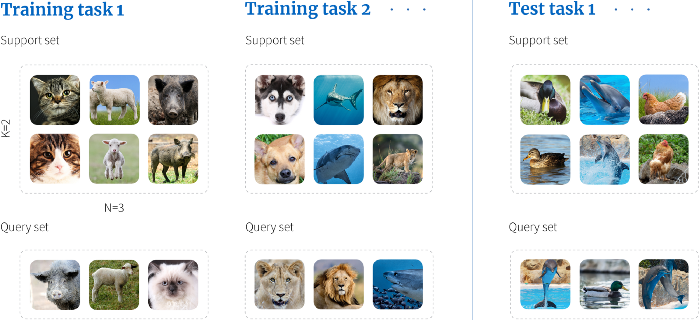 Training task 1
Training task 2 . . .
Test task 1 . . .
Support set
Support set
Support set
K=2
N=3
Query set
Query set
Query set